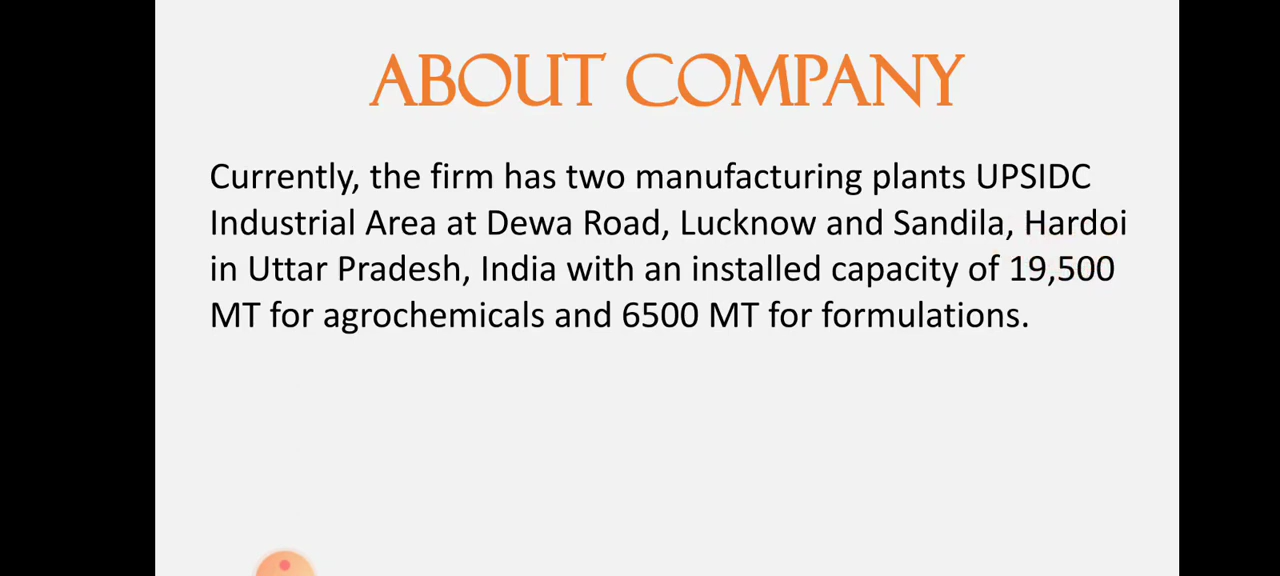 ABOUT COMPANY
Currently, the firm has two manufacturing plants UPSIDC
Industrial Area at Dewa Road, Lucknow and Sandila, Hardoi
in Uttar Pradesh, India with an installed capacity of 19,500
MT for agrochemicals and 6500 MT for formulations.